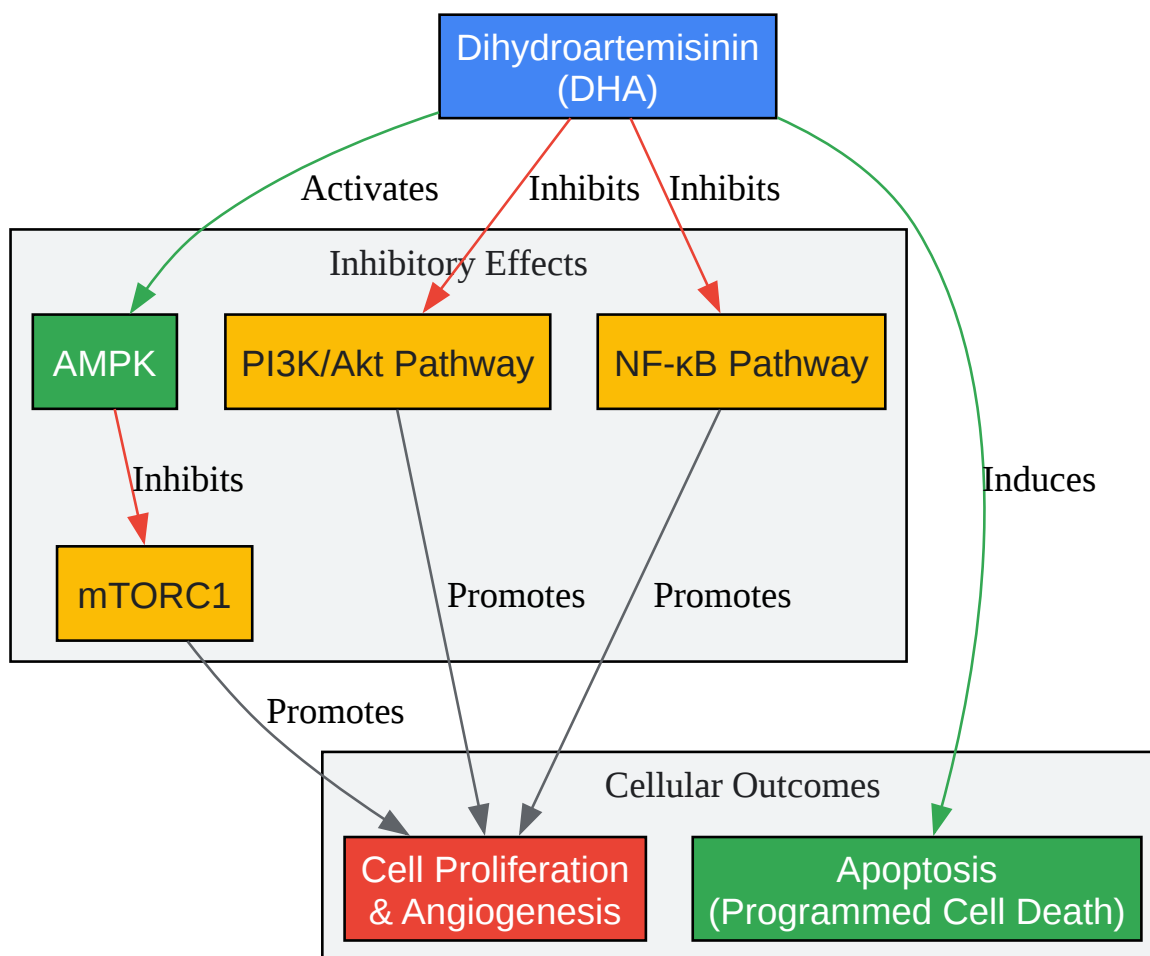 Dihydroartemisinin
(DHA)
Activates
Inhibits
Inhibits
Inhibitory Effects
AMPK
PI3K/Akt Pathway
NF-κB Pathway
Inhibits
Induces
mTORC1
Promotes
Promotes
Promotes
Cellular Outcomes
Cell Proliferation
& Angiogenesis
Apoptosis
(Programmed Cell Death)